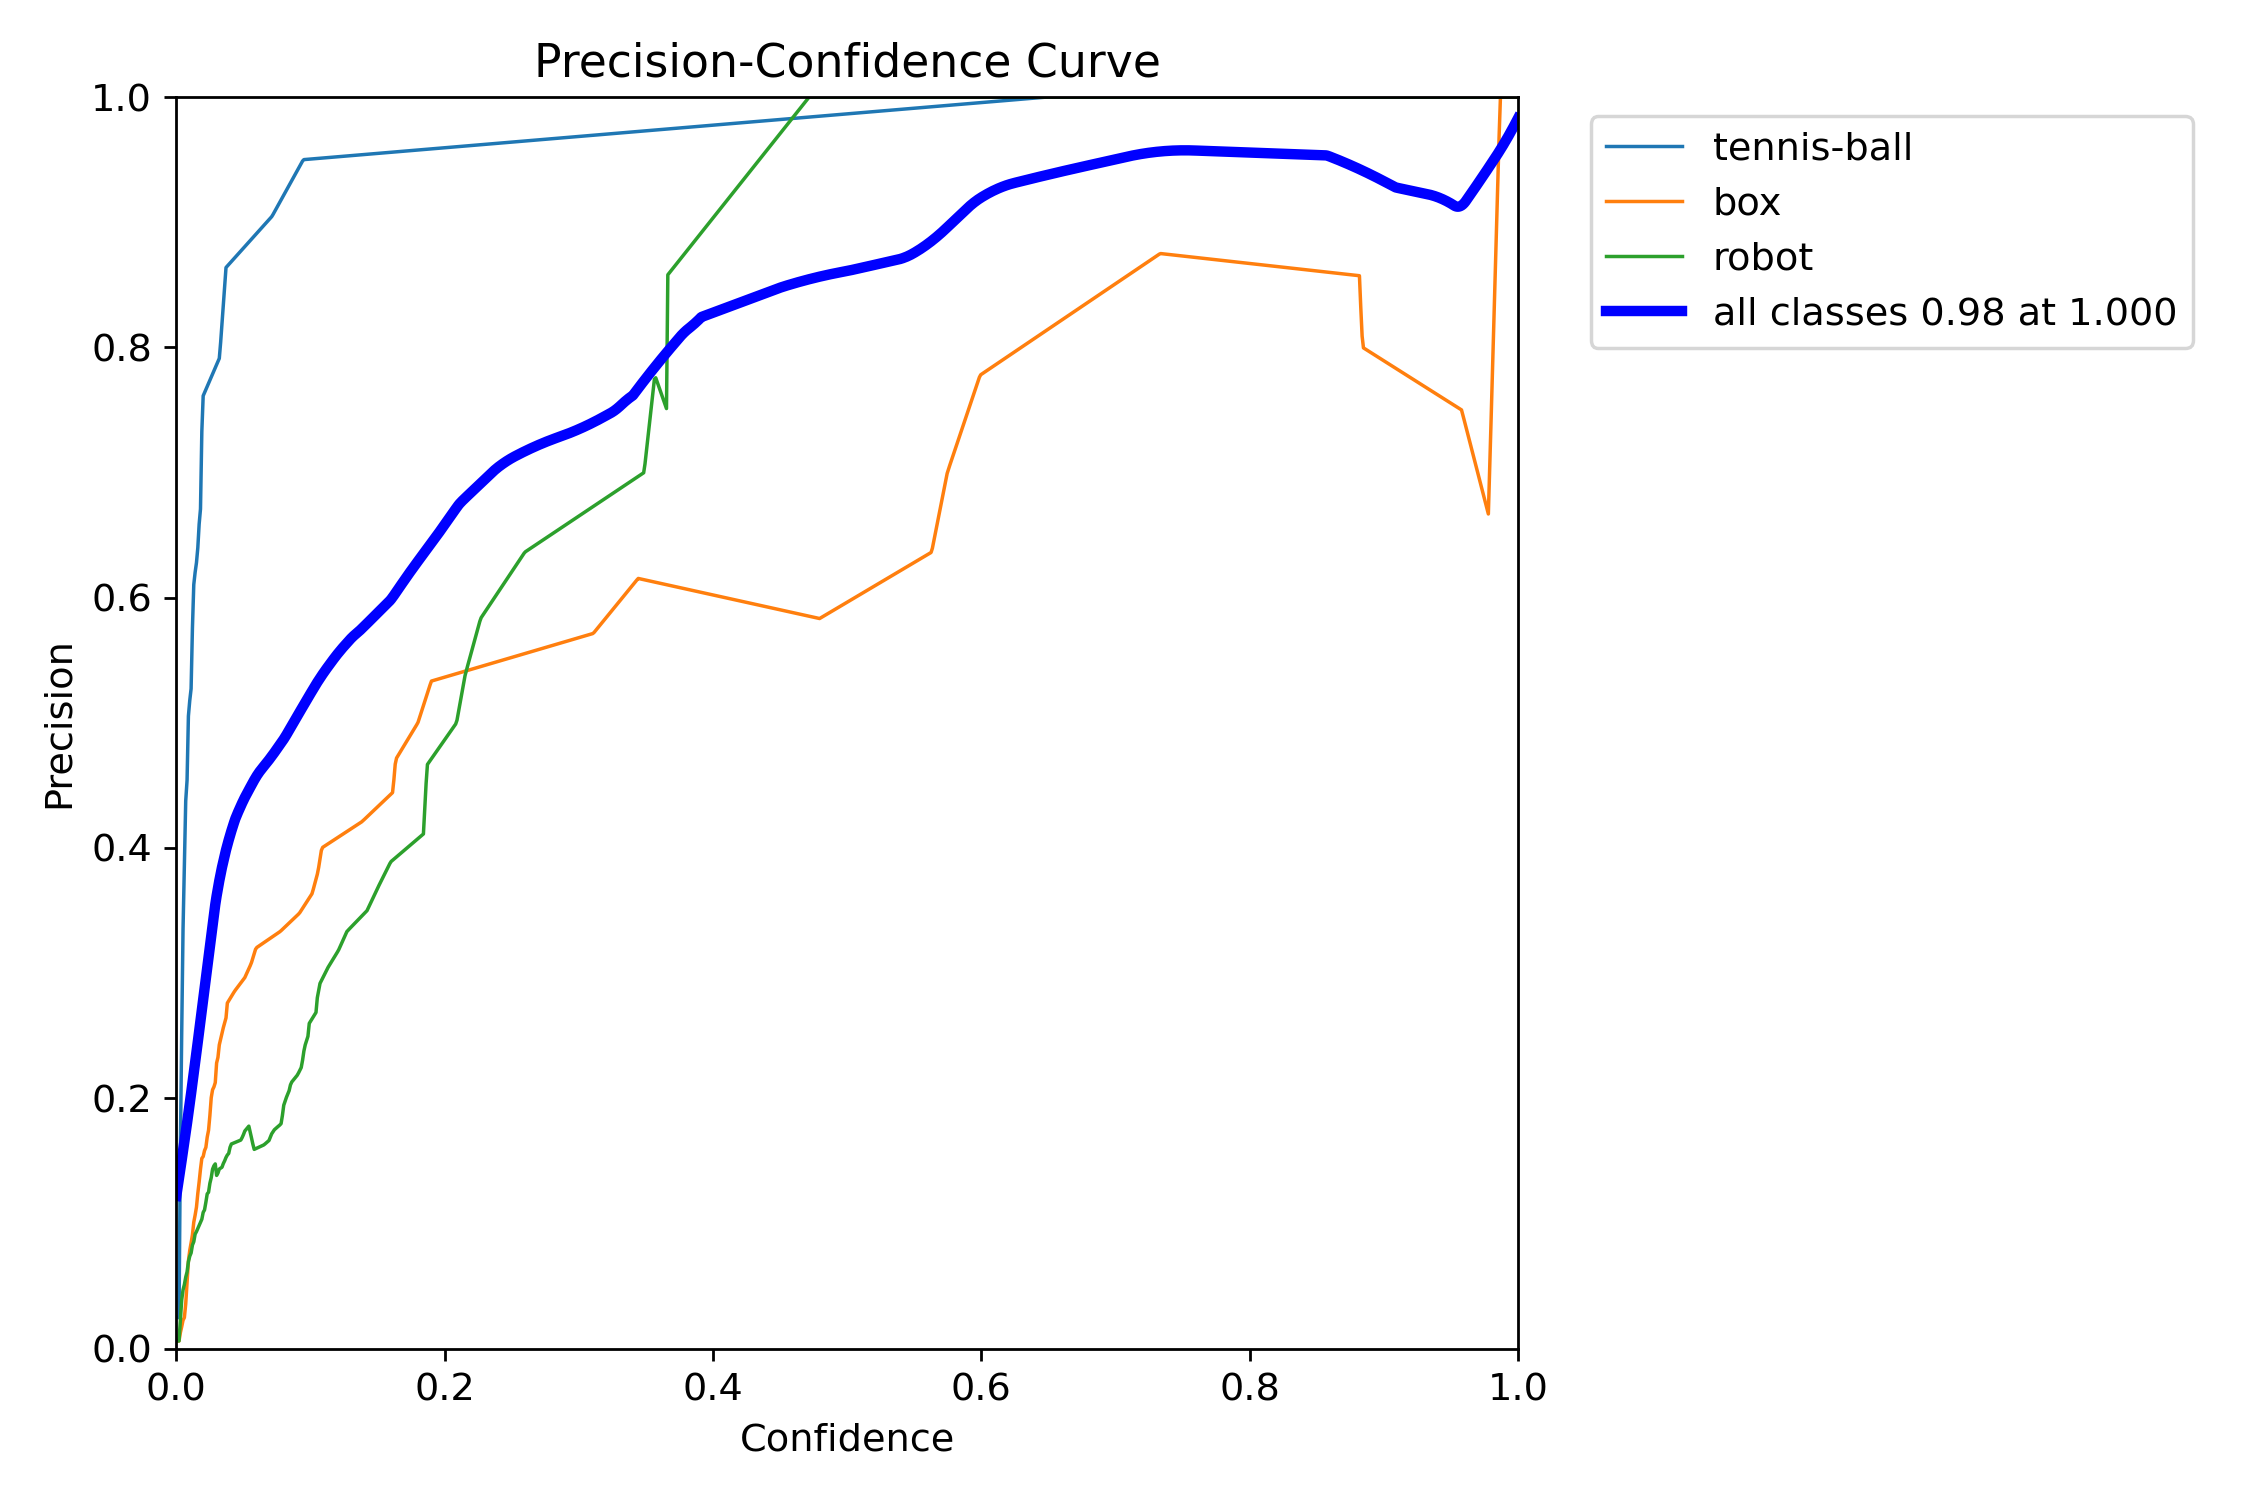 Precision-Confidence Curve
1.0
0.8
0.6
0.4
0.2
0.0
Precision
0.0 0.2 0.4 0.6 0.8 1.0
Confidence
tennis-ball
box
robot
all classes 0.98 at 1.000